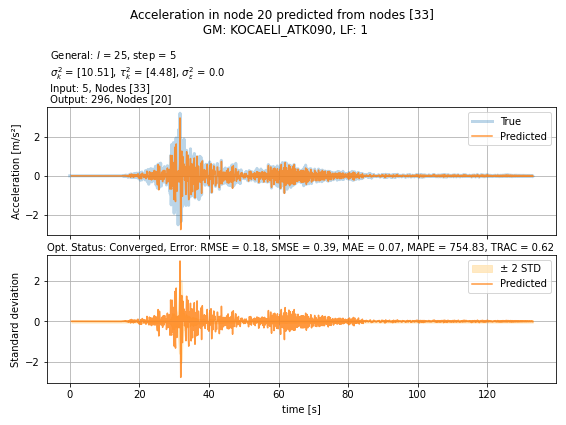 Acceleration in node 20 predicted from nodes [33]
GM: KOCAELI_ATK090, LF: 1
General: l = 25, step = 5
σ²ₖ = [10.51], τ²ₖ = [4.48], σ²ε = 0.0
Input: 5, Nodes [33]
Output: 296, Nodes [20]
Acceleration [m/s²]
2
0
−2
True
Predicted
Opt. Status: Converged, Error: RMSE = 0.18, SMSE = 0.39, MAE = 0.07, MAPE = 754.83, TRAC = 0.62
Standard deviation
2
0
−2
± 2 STD
Predicted
0 20 40 60 80 100 120
time [s]